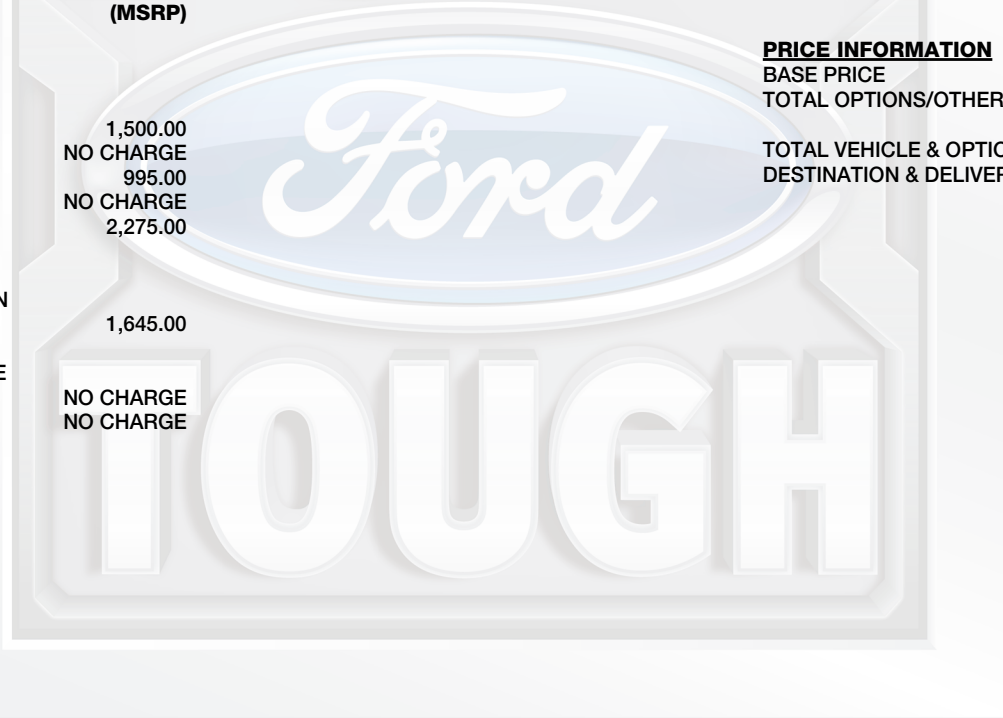 (MSRP)
1,500.00
NO CHARGE
995.00
NO CHARGE
2,275.00
N
1,645.00
E
NO CHARGE
NO CHARGE
PRICE INFORMATION
BASE PRICE
TOTAL OPTIONS/OTHER
TOTAL VEHICLE & OPTIO
DESTINATION & DELIVER
Ford
TOUGH